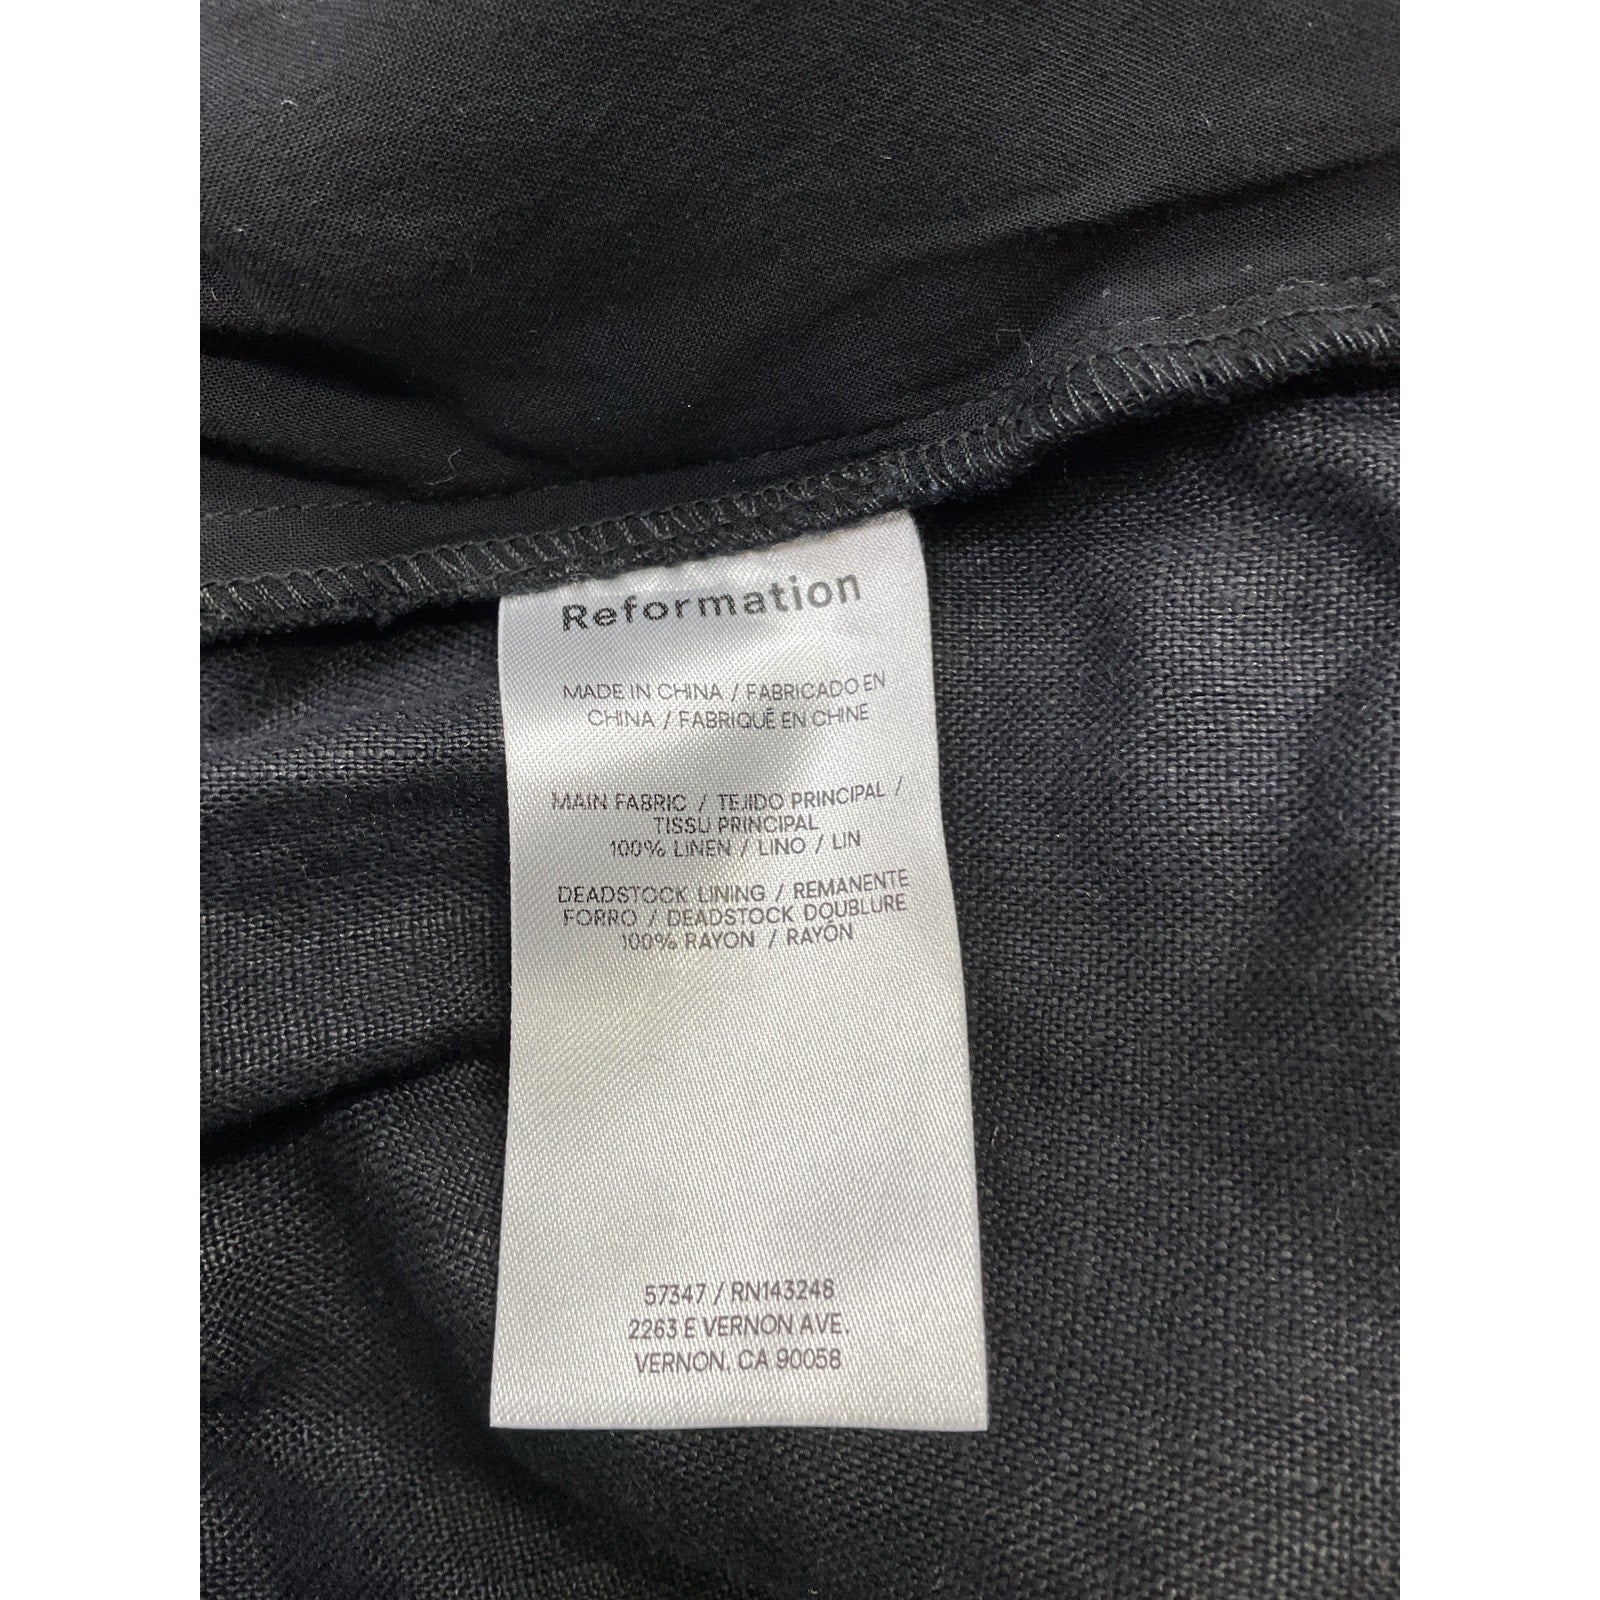 Reformation
MADE IN CHINA / FABRICADO EN
CHINA / FABRIQUÉ EN CHINE
MAIN FABRIC / TEJIDO PRINCIPAL /
TISSU PRINCIPAL
100% LINEN / LINO / LIN
DEADSTOCK LINING / REMANENTE
FORRO / DEADSTOCK DOUBLURE
100% RAYON / RAYÓN
57347 / RN143248
2263 E VERNON AVE.
VERNON, CA 90058